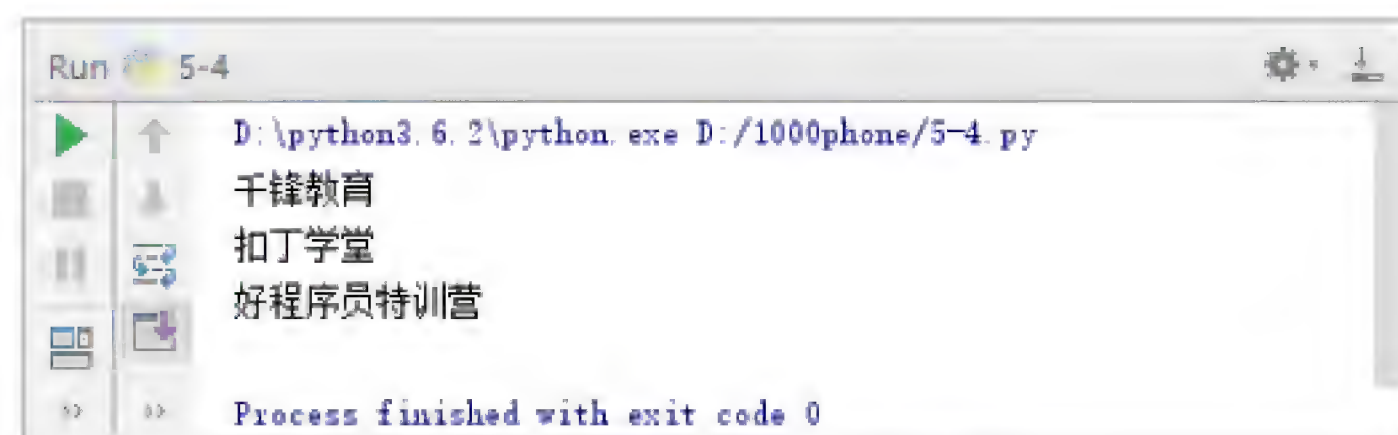 Run 5-4
D:\python3.6.2\python.exe D:/1000phone/5-4.py
千锋教育
扣丁学堂
好程序员特训营
Process finished with exit code 0